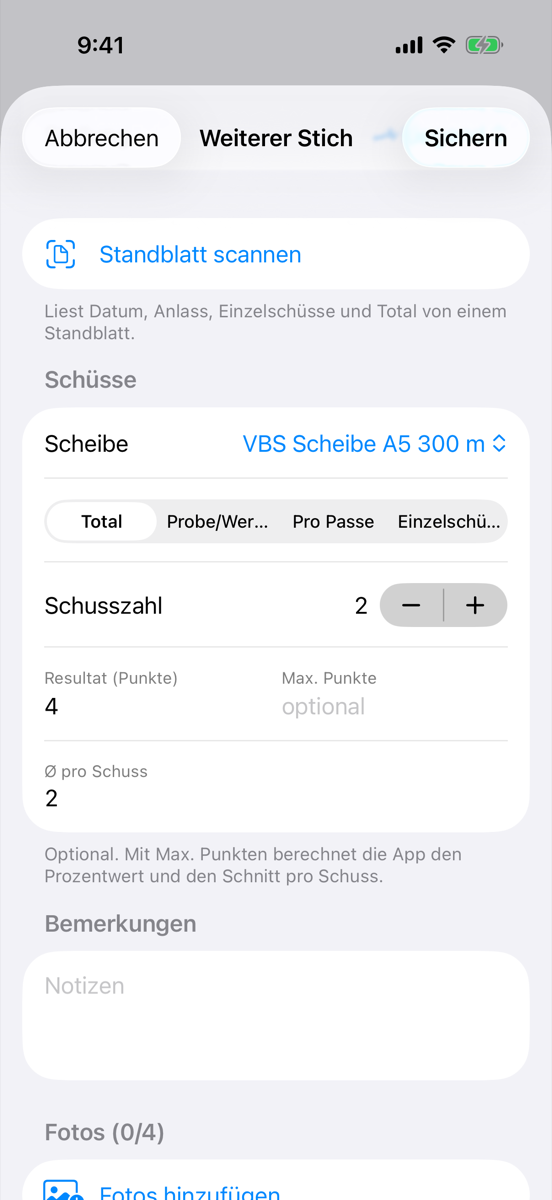 9:41
Abbrechen
Weiterer Stich
Sichern
Standblatt scannen
Liest Datum, Anlass, Einzelschüsse und Total von einem
Standblatt.
Schüsse
Scheibe
VBS Scheibe A5 300 m
Total
Probe/Wer...
Pro Passe
Einzelschü...
Schusszahl
2
Resultat (Punkte)
Max. Punkte
4
optional
Ø pro Schuss
2
Optional. Mit Max. Punkten berechnet die App den
Prozentwert und den Schnitt pro Schuss.
Bemerkungen
Notizen
Fotos (0/4)
Fotos hinzufügen